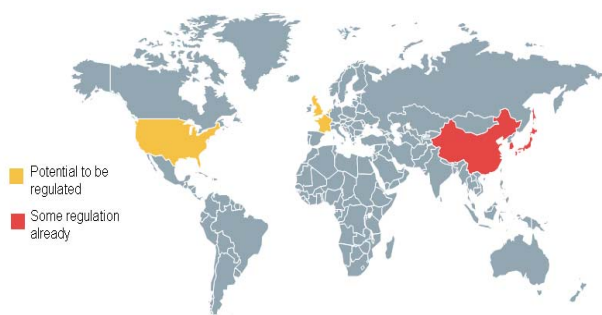 Potential to be
regulated
Some regulation
already